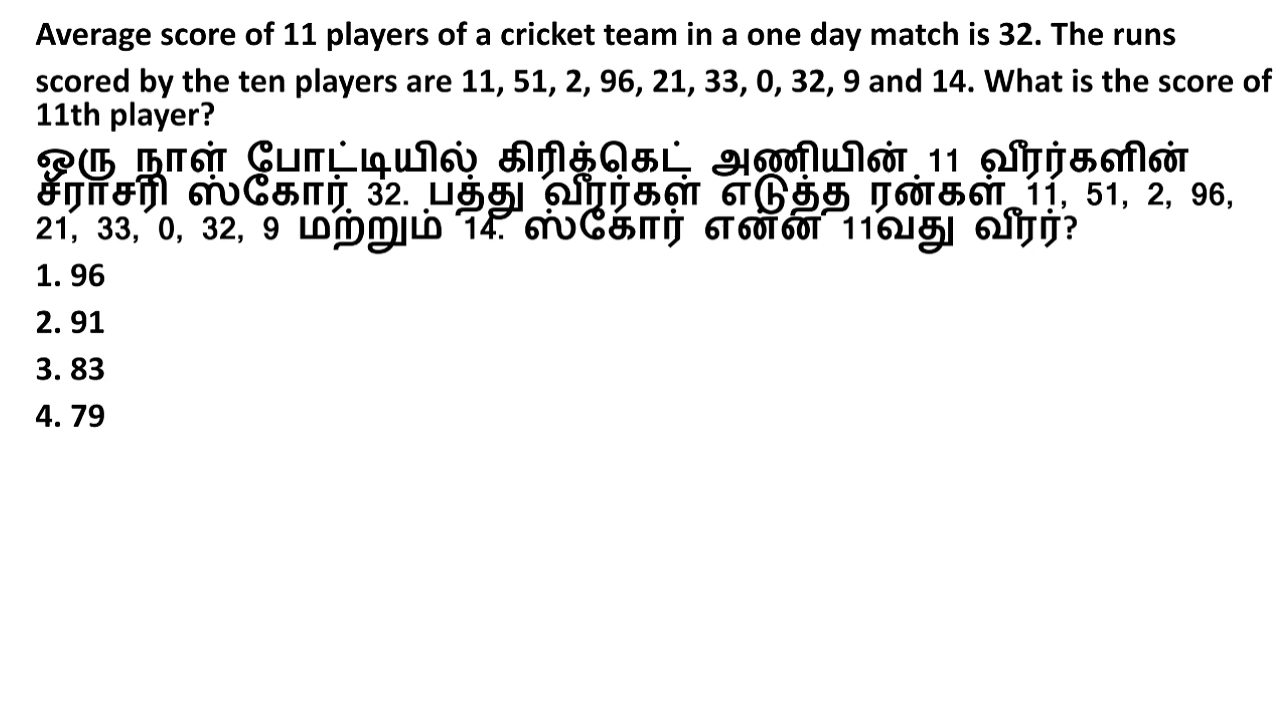 Average score of 11 players of a cricket team in a one day match is 32. The runs
scored by the ten players are 11, 51, 2, 96, 21, 33, 0, 32, 9 and 14. What is the score of
11th player?
ஒரு நாள் போட்டியில் கிரிக்கெட் அணியின் 11 வீரர்களின்
சராசரி ஸ்கோர் 32. பத்து வீரர்கள் எடுத்த ரன்கள் 11, 51, 2, 96,
21, 33, 0, 32, 9 மற்றும் 14. ஸ்கோர் என்ன 11வது வீரர்?
1. 96
2. 91
3. 83
4. 79